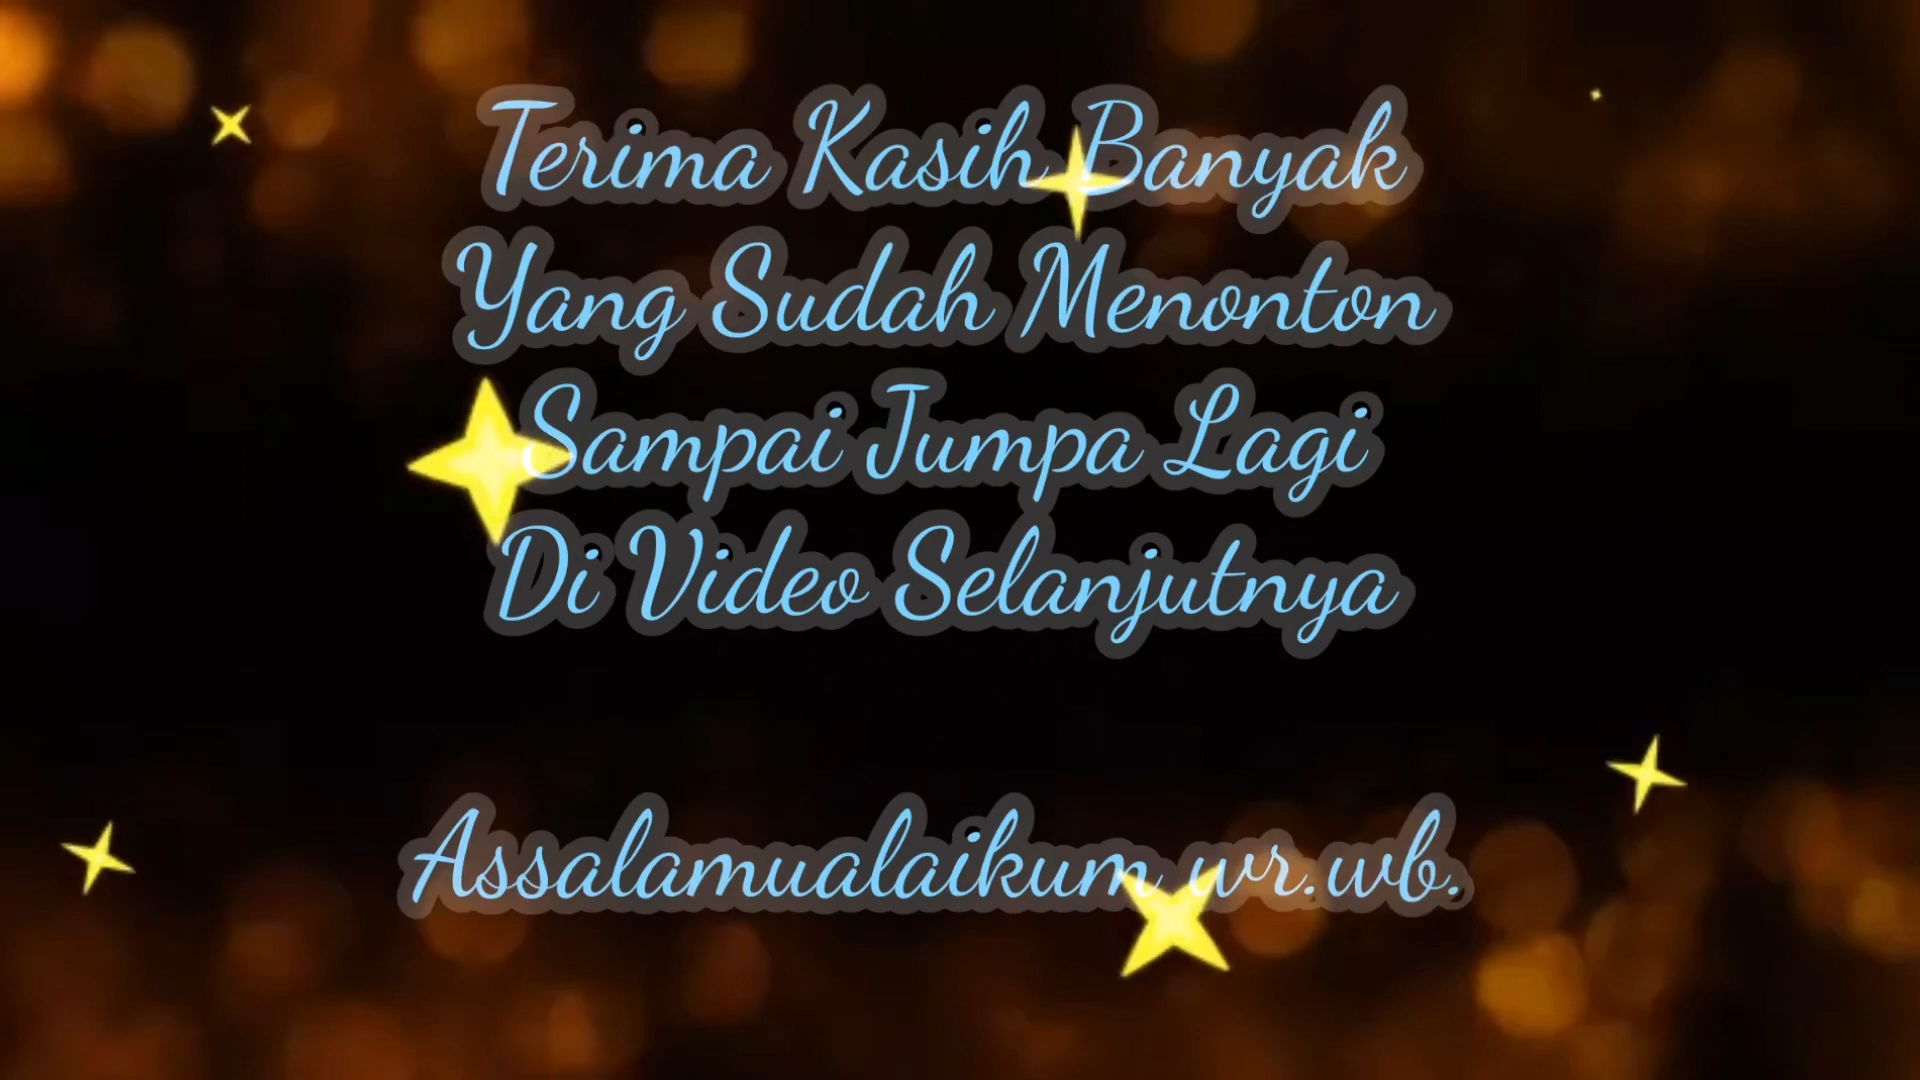 Terima Kasih Banyak
Yang Sudah Menonton
Sampai Jumpa Lagi
Di Video Selanjutnya
Assalamualaikum wr.wb.